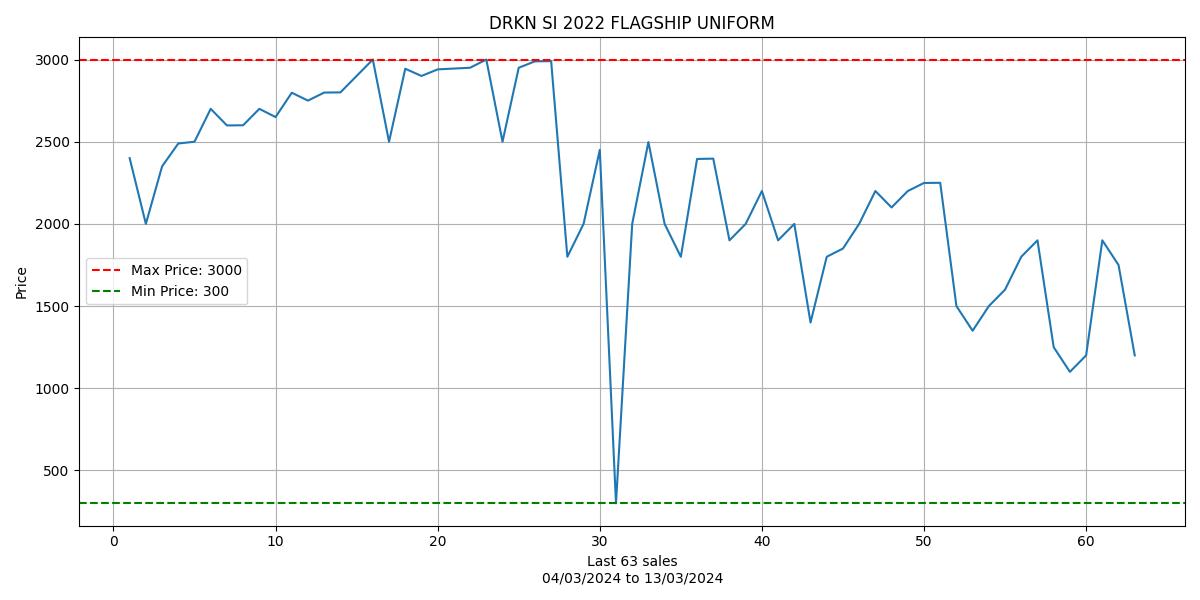 DRKN SI 2022 FLAGSHIP UNIFORM
Price
3000
2500
2000
1500
1000
500
Max Price: 3000
Min Price: 300
0 10 20 30 40 50 60
Last 63 sales
04/03/2024 to 13/03/2024